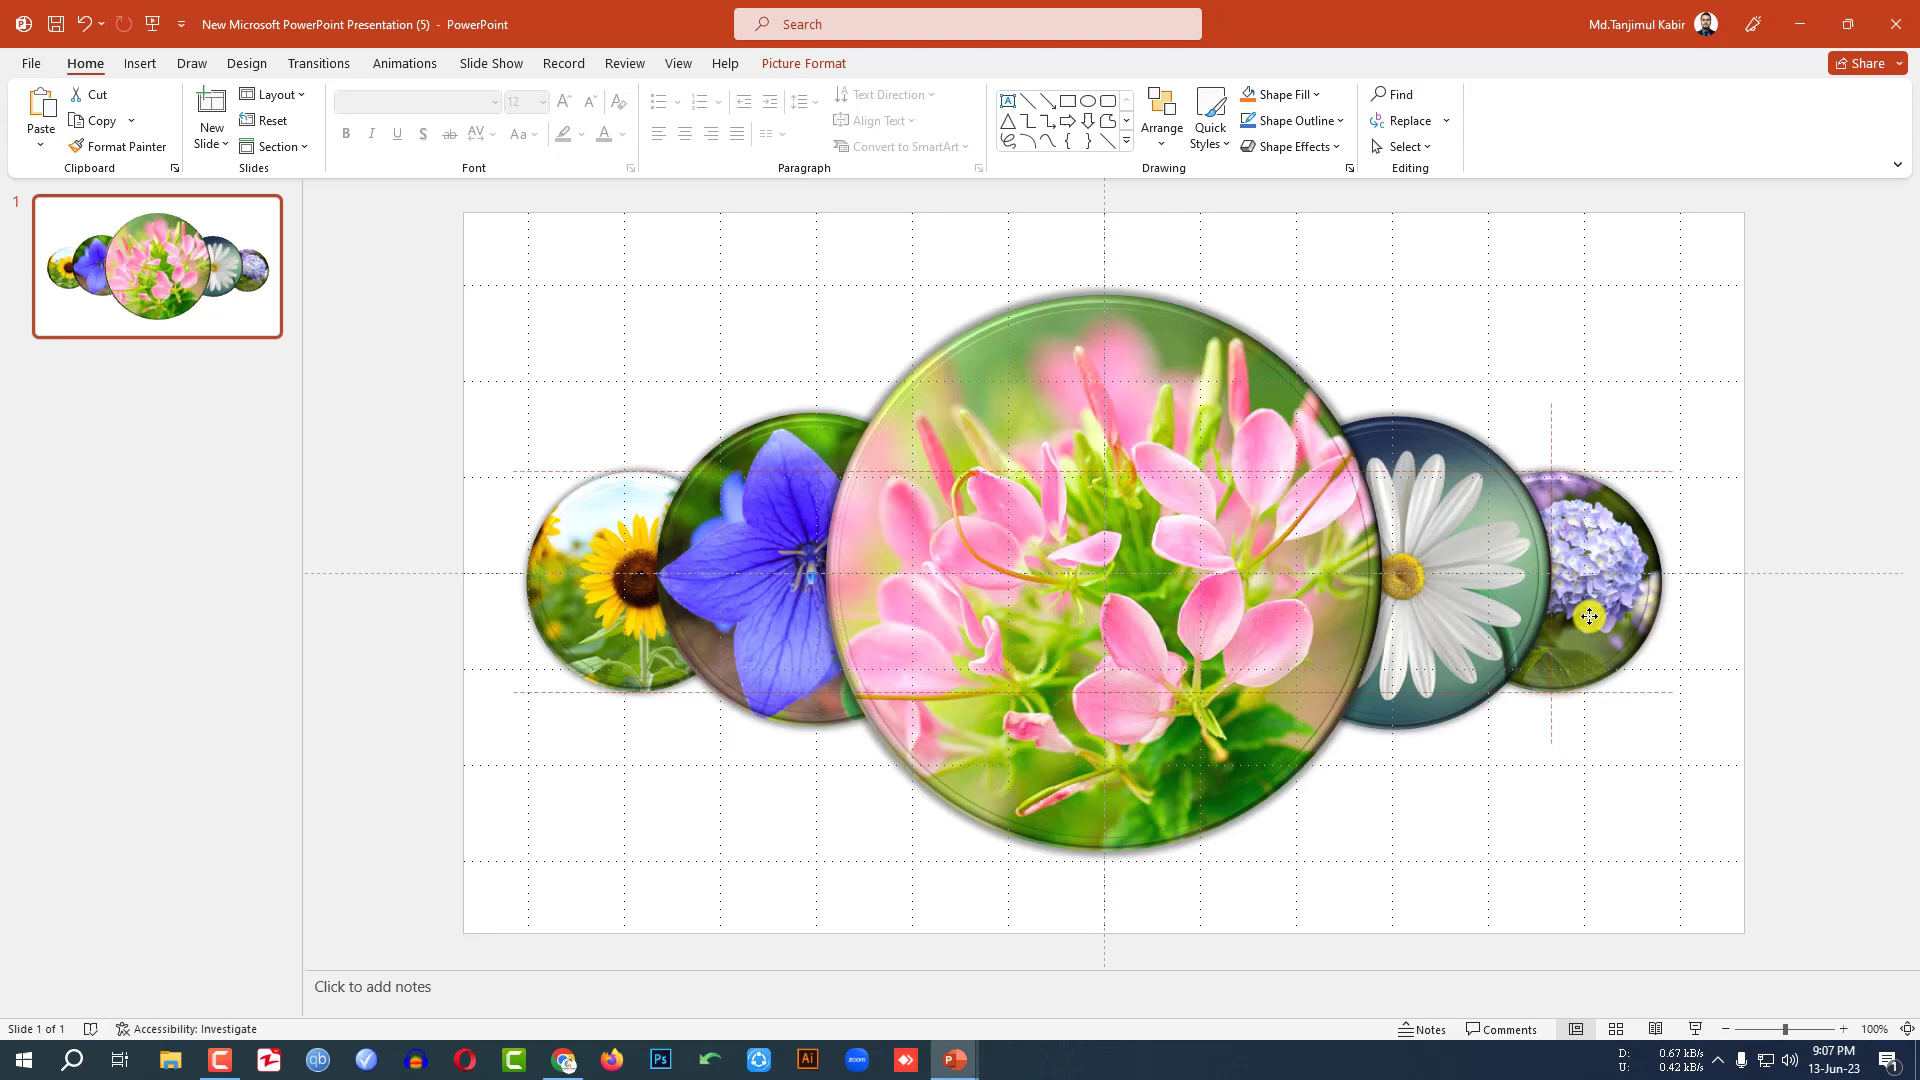 New Microsoft PowerPoint Presentation (5) - PowerPoint
Search
Md.Tanjimul Kabir
File Home Insert Draw Design Transitions Animations Slide Show Record Review View Help Picture Format
Share
Paste
Cut
Copy
Format Painter
Clipboard
New
Slide
Layout
Reset
Section
Slides
12
Font
Text Direction
Align Text
Convert to SmartArt
Paragraph
Arrange
Quick
Styles
Shape Fill
Shape Outline
Shape Effects
Drawing
Find
Replace
Select
Editing
1
Click to add notes
Slide 1 of 1
Accessibility: Investigate
Notes
Comments
100%
D: 0.67 kB/s
U: 0.42 kB/s
9:07 PM
13-Jun-23